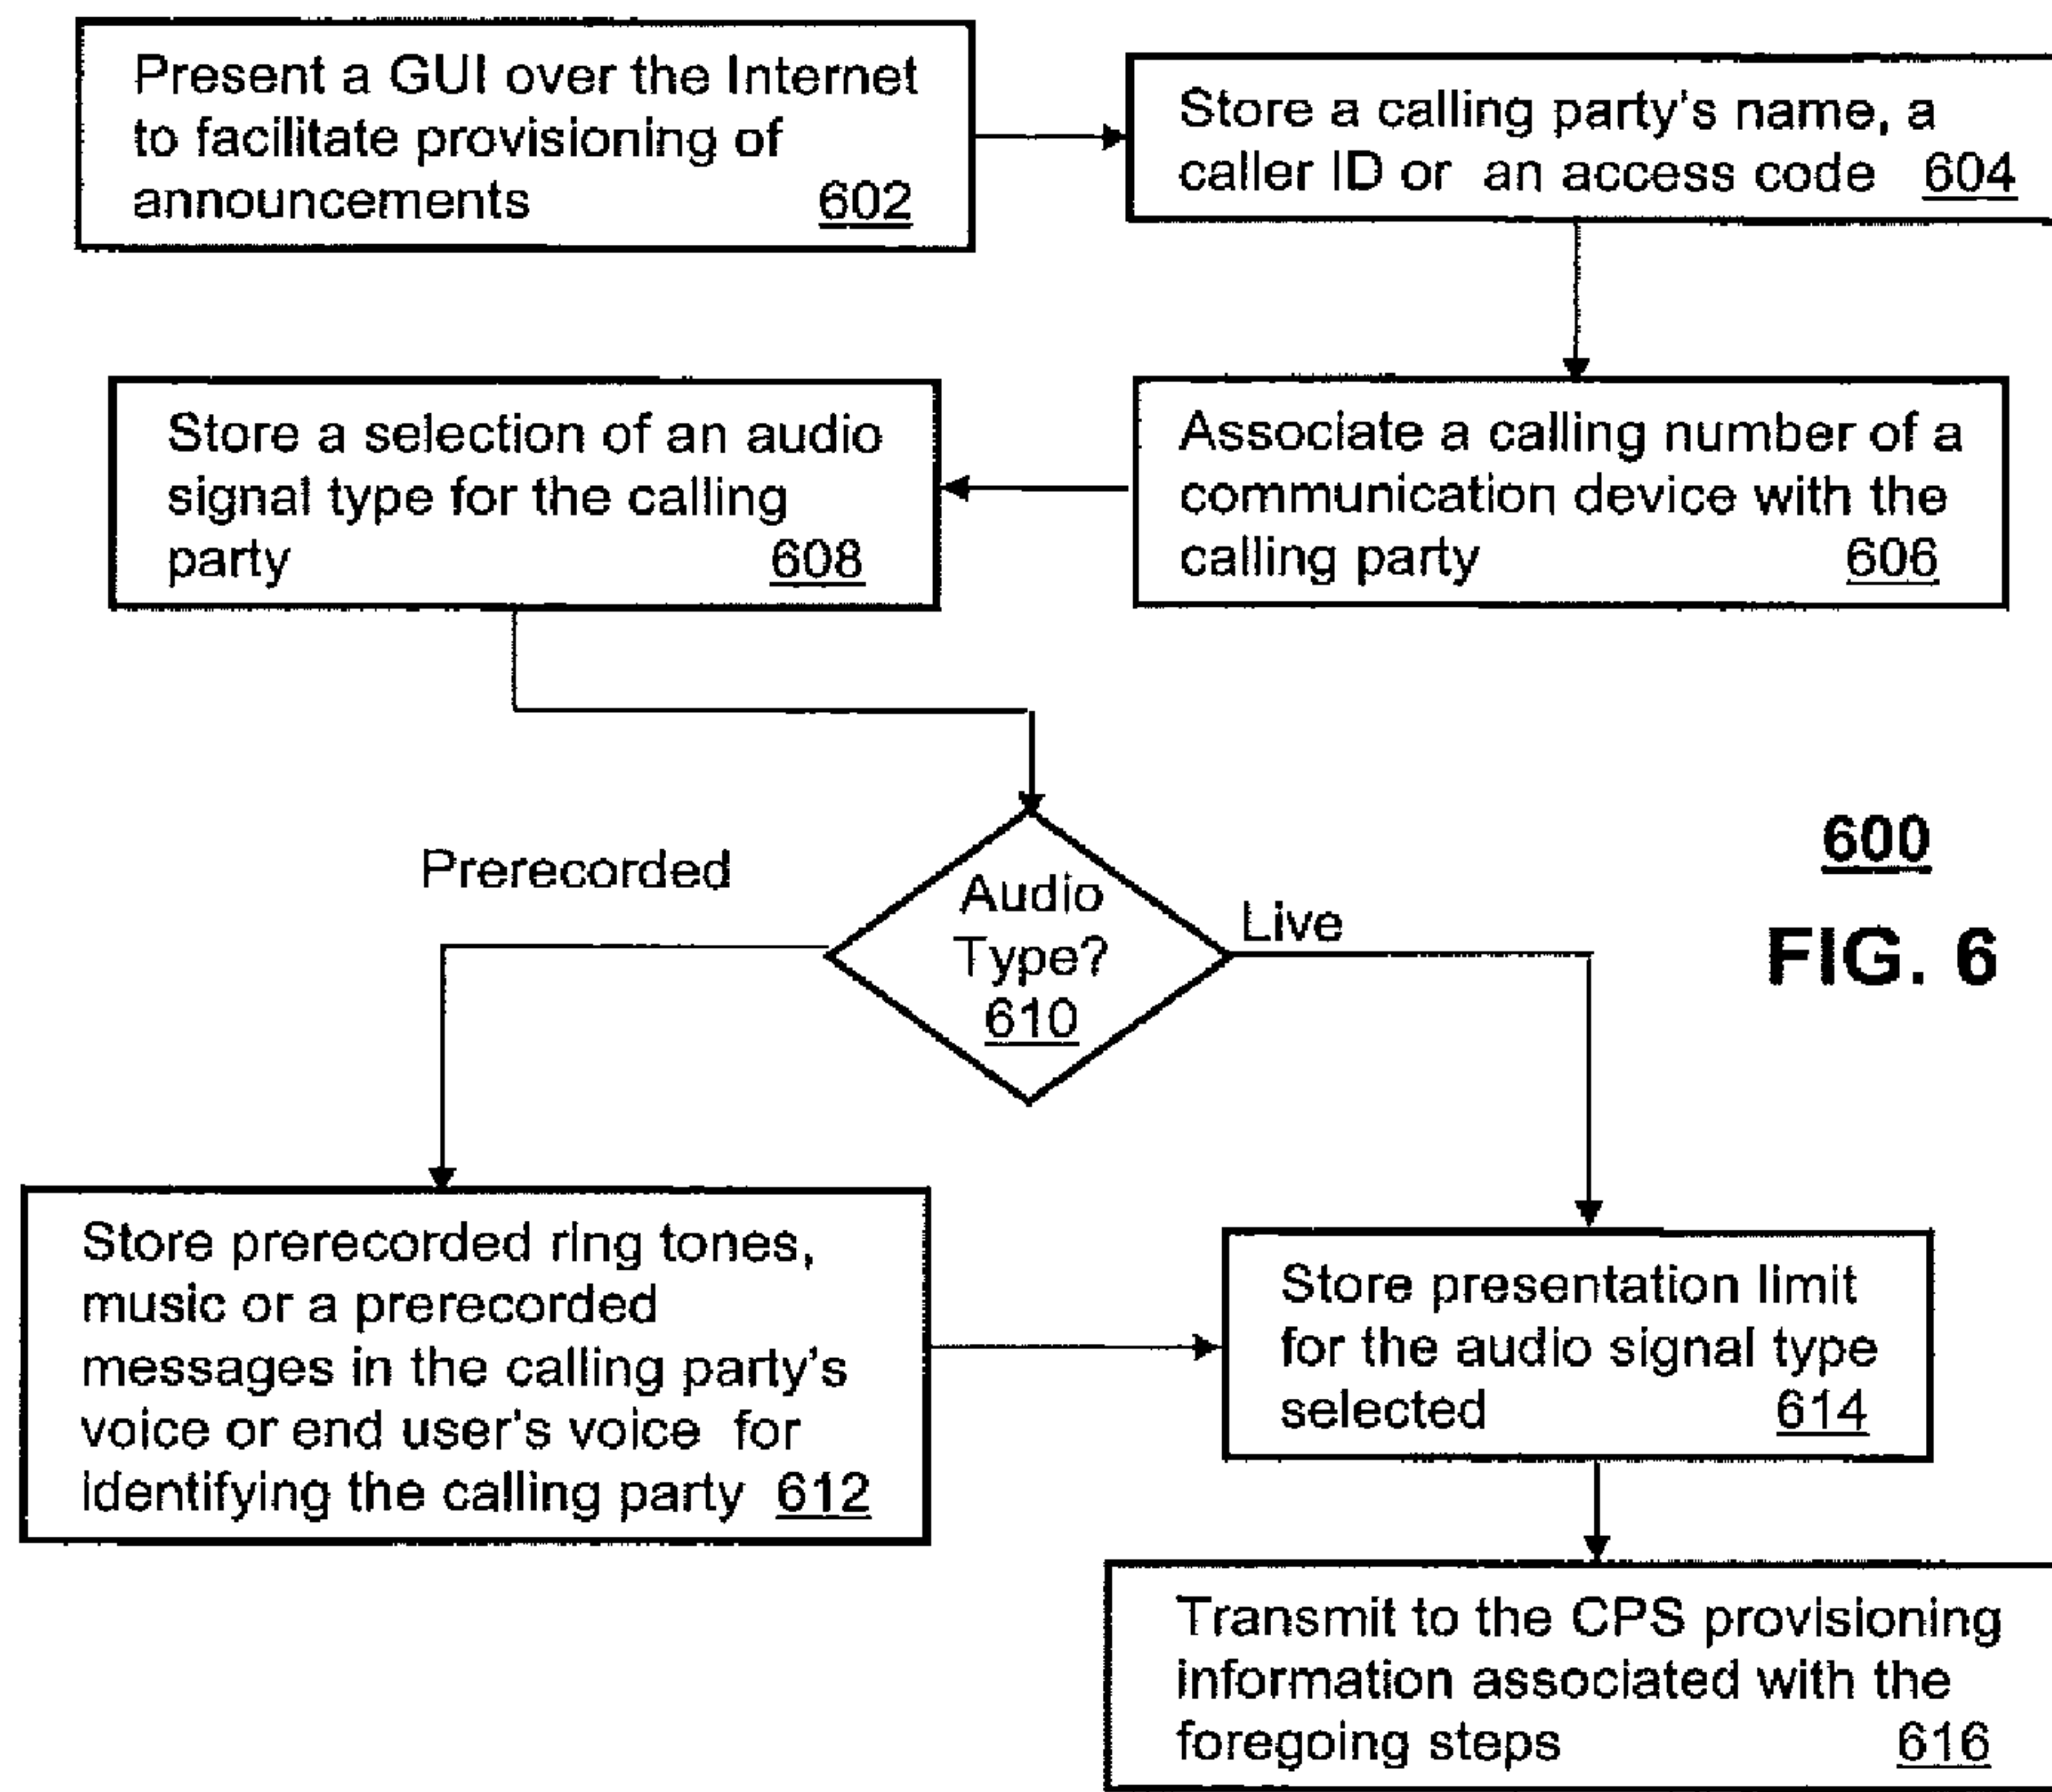 Present a GUI over the Internet
to facilitate provisioning of
announcements 602
Store a calling party's name, a
caller ID or an access code 604
Associate a calling number of a
communication device with the
calling party 606
Store a selection of an audio
signal type for the calling
party 608
Audio
Type?
610
Prerecorded
Live
600
FIG. 6
Store prerecorded ring tones,
music or a prerecorded
messages in the calling party's
voice or end user's voice for
identifying the calling party 612
Store presentation limit
for the audio signal type
selected 614
Transmit to the CPS provisioning
information associated with the
foregoing steps 616